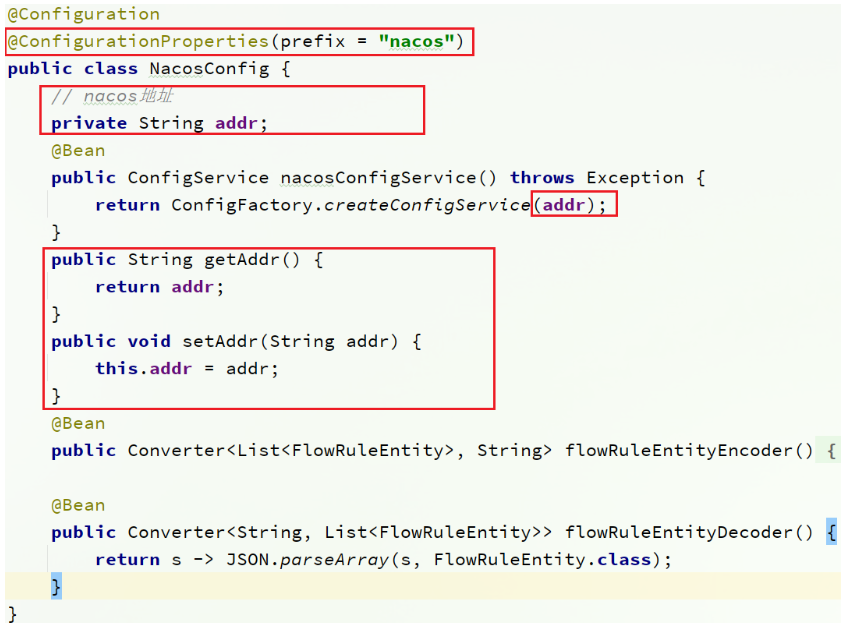 @Configuration
@ConfigurationProperties(prefix = "nacos")
public class NacosConfig {
    // nacos地址
    private String addr;
    @Bean
    public ConfigService nacosConfigService() throws Exception {
        return ConfigFactory.createConfigService(addr);
    }
    public String getAddr() {
        return addr;
    }
    public void setAddr(String addr) {
        this.addr = addr;
    }
    @Bean
    public Converter<List<FlowRuleEntity>, String> flowRuleEntityEncoder() {
    @Bean
    public Converter<String, List<FlowRuleEntity>> flowRuleEntityDecoder() {
        return s -> JSON.parseArray(s, FlowRuleEntity.class);
    }
}